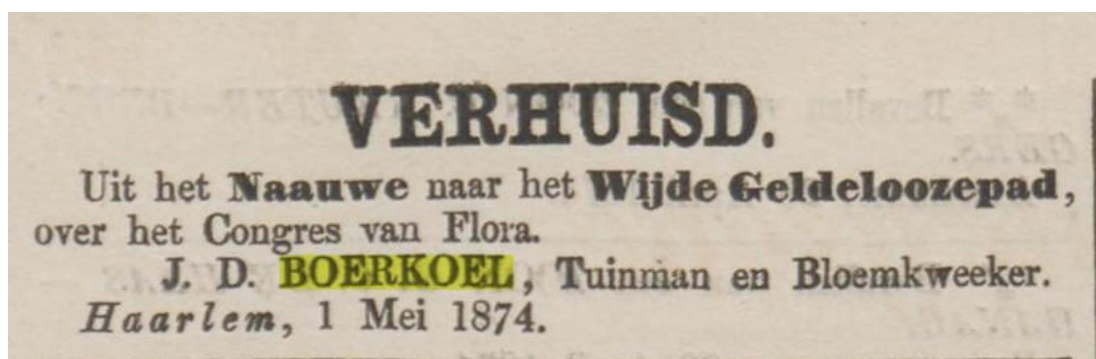 VERHUISD.
Uit het Naauwe naar het Wijde Geldeloozepad,
over het Congres van Flora.
J. D. BOERKOEL, Tuinman en Bloemkweeker.
Haarlem, 1 Mei 1874.